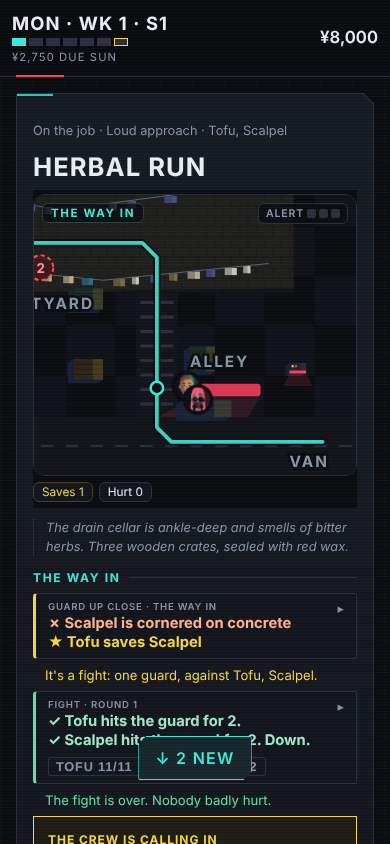 MON · WK 1 · S1
¥2,750 DUE SUN
¥8,000
On the job · Loud approach · Tofu, Scalpel
HERBAL RUN
THE WAY IN
ALERT
2
TYARD
ALLEY
VAN
Saves 1
Hurt 0
The drain cellar is ankle-deep and smells of bitter
herbs. Three wooden crates, sealed with red wax.
THE WAY IN
GUARD UP CLOSE · THE WAY IN
× Scalpel is cornered on concrete
★ Tofu saves Scalpel
It's a fight: one guard, against Tofu, Scalpel.
FIGHT · ROUND 1
✓ Tofu hits the guard for 2.
✓ Scalpel 2. Down.
TOFU 11/11
↓ 2 NEW
The fight is over. Nobody badly hurt.
THE CREW IS CALLING IN